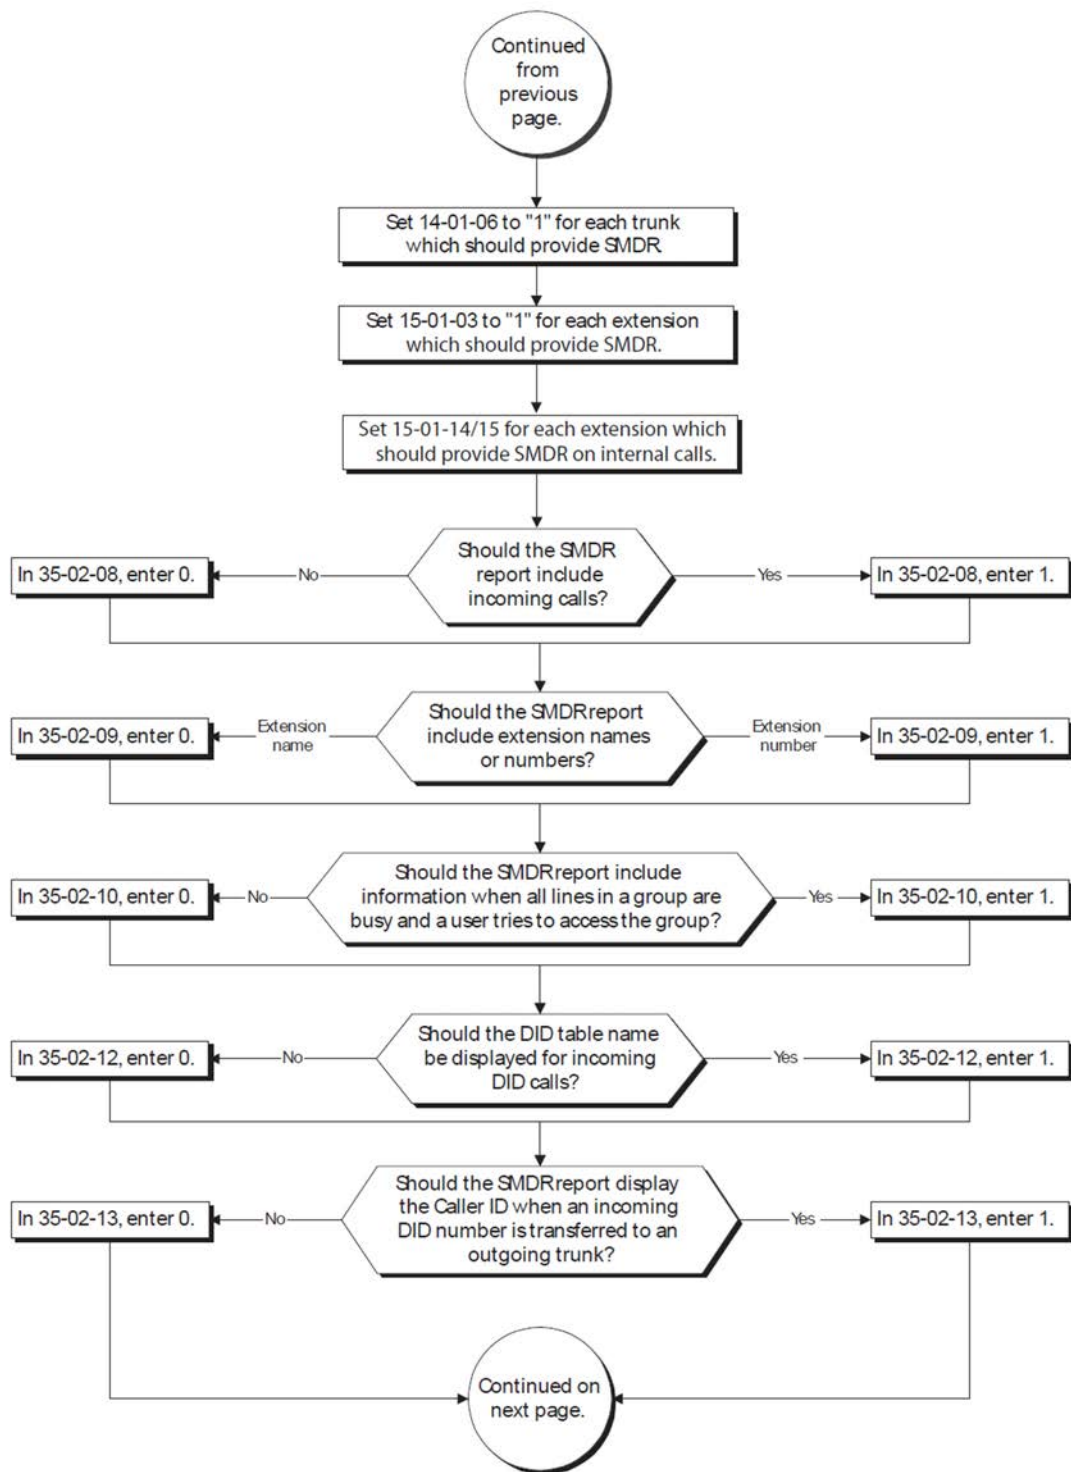 Continued
from
previous
page.
Set 14-01-06 to "1" for each trunk
which should provide SMDR
Set 15-01-03 to "1" for each extension
which should provide SMDR.
Set 15-01-14/15 for each extension which
should provide SMDR on internal calls.
Should the SMDR
report include
incoming calls?
In 35-02-08, enter 0.
No
Yes
In 35-02-08, enter 1.
Should the SMDR report
include extension names
or numbers?
In 35-02-09, enter 0.
Extension
name
Extension
number
In 35-02-09, enter 1.
Should the SMDR report include
information when all lines in a group are
busy and a user tries to access the group?
In 35-02-10, enter 0.
No
Yes
In 35-02-10, enter 1.
Should the DID table name
be displayed for incoming
DID calls?
In 35-02-12, enter 0.
No
Yes
In 35-02-12, enter 1.
Should the SMDR report display
the Caller ID when an incoming
DID number is transferred to an
outgoing trunk?
In 35-02-13, enter 0.
No
Yes
In 35-02-13, enter 1.
Continued on
next page.